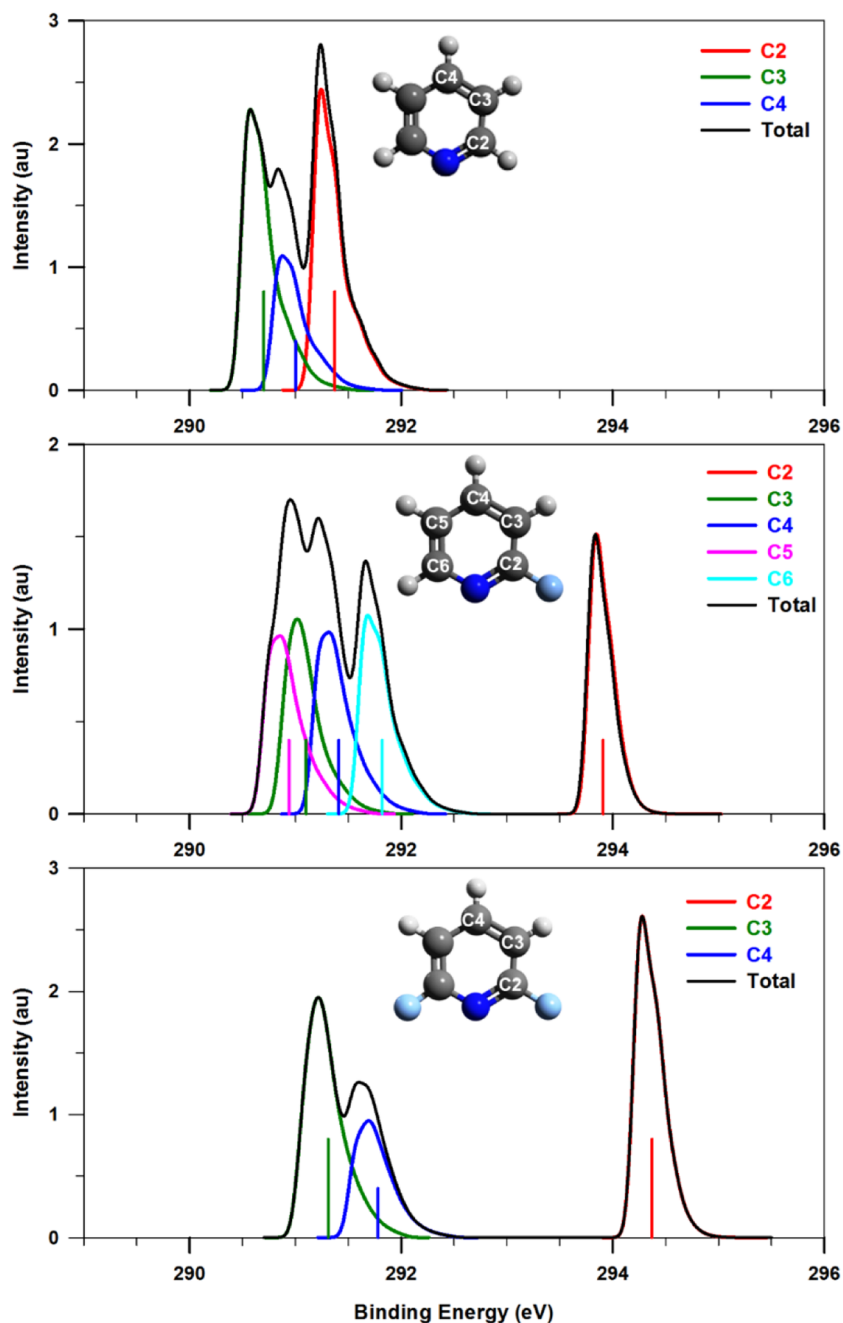 3
2
1
0
Intensity (au)
C4
C3
C2
C2
C3
C4
Total
290
292
294
296
2
1
0
Intensity (au)
C4
C5
C3
C6
C2
C2
C3
C4
C5
C6
Total
290
292
294
296
3
2
1
0
Intensity (au)
C4
C3
C2
C2
C3
C4
Total
290
292
294
296
Binding Energy (eV)